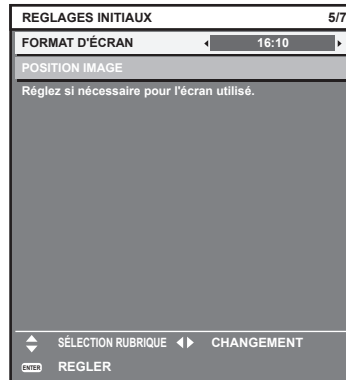 REGLAGES INITIAUX 5/7
FORMAT D'ÉCRAN 16:10
POSITION IMAGE
Réglez si nécessaire pour l'écran utilisé.
SÉLECTION RUBRIQUE CHANGEMENT
ENTER REGLER